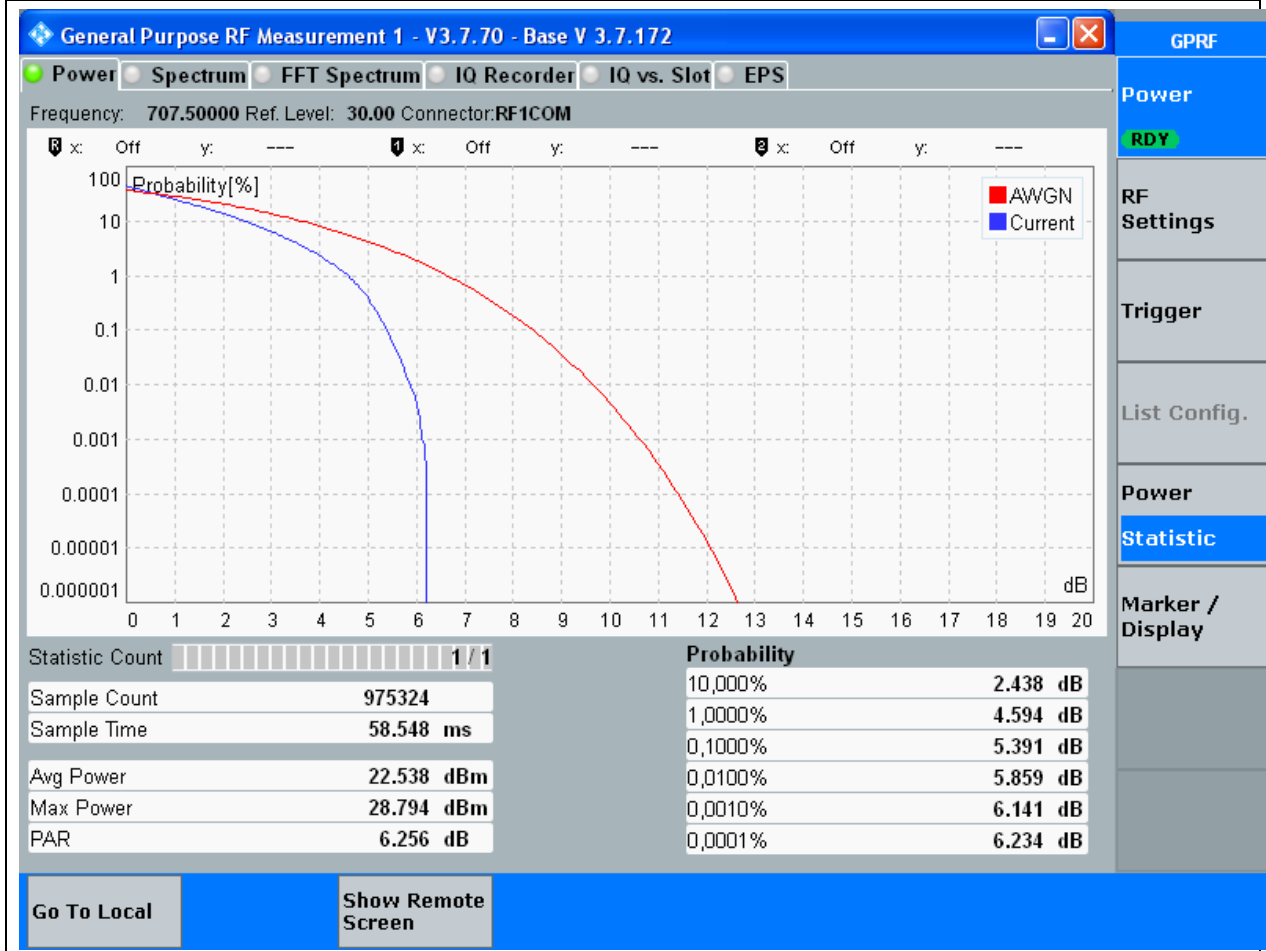 General Purpose RF Measurement 1 - V3.7.70 - Base V 3.7.172
Power Spectrum FFT Spectrum IQ Recorder IQ vs. Slot EPS
Frequency: 707.50000 Ref. Level: 30.00 Connector:RF1COM
R x: Off y: --- 1 x: Off y: --- 2 x: Off y: ---
Probability[%]
AWGN
Current
100
10
1
0.1
0.01
0.001
0.0001
0.00001
0.000001
dB
0 1 2 3 4 5 6 7 8 9 10 11 12 13 14 15 16 17 18 19 20
Statistic Count 1 / 1
Sample Count 975324
Sample Time 58.548 ms
Avg Power 22.538 dBm
Max Power 28.794 dBm
PAR 6.256 dB
Probability
10,000% 2.438 dB
1,0000% 4.594 dB
0,1000% 5.391 dB
0,0100% 5.859 dB
0,0010% 6.141 dB
0,0001% 6.234 dB
GPRF
Power
RDY
RF
Settings
Trigger
List Config.
Power
Statistic
Marker /
Display
Go To Local
Show Remote
Screen